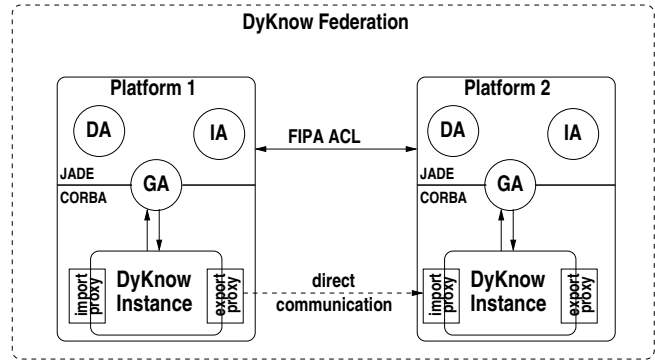 DyKnow Federation
Platform 1
DA
IA
JADE
GA
CORBA
import
proxy
DyKnow
Instance
export
proxy
FIPA ACL
direct
communication
Platform 2
DA
IA
JADE
GA
CORBA
import
proxy
DyKnow
Instance
export
proxy